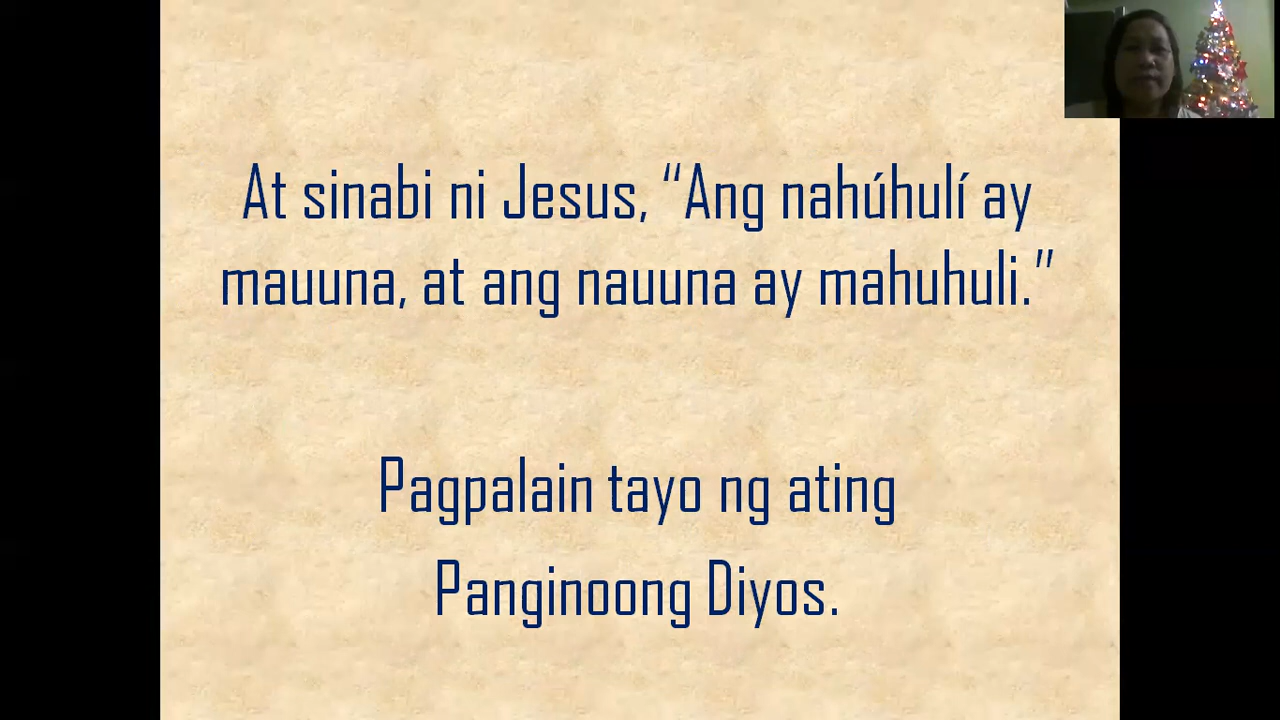 At sinabi ni Jesus, “Ang nahúhulí ay
mauuna, at ang nauuna ay mahuhuli.”
Pagpalain tayo ng ating
Panginoong Diyos.